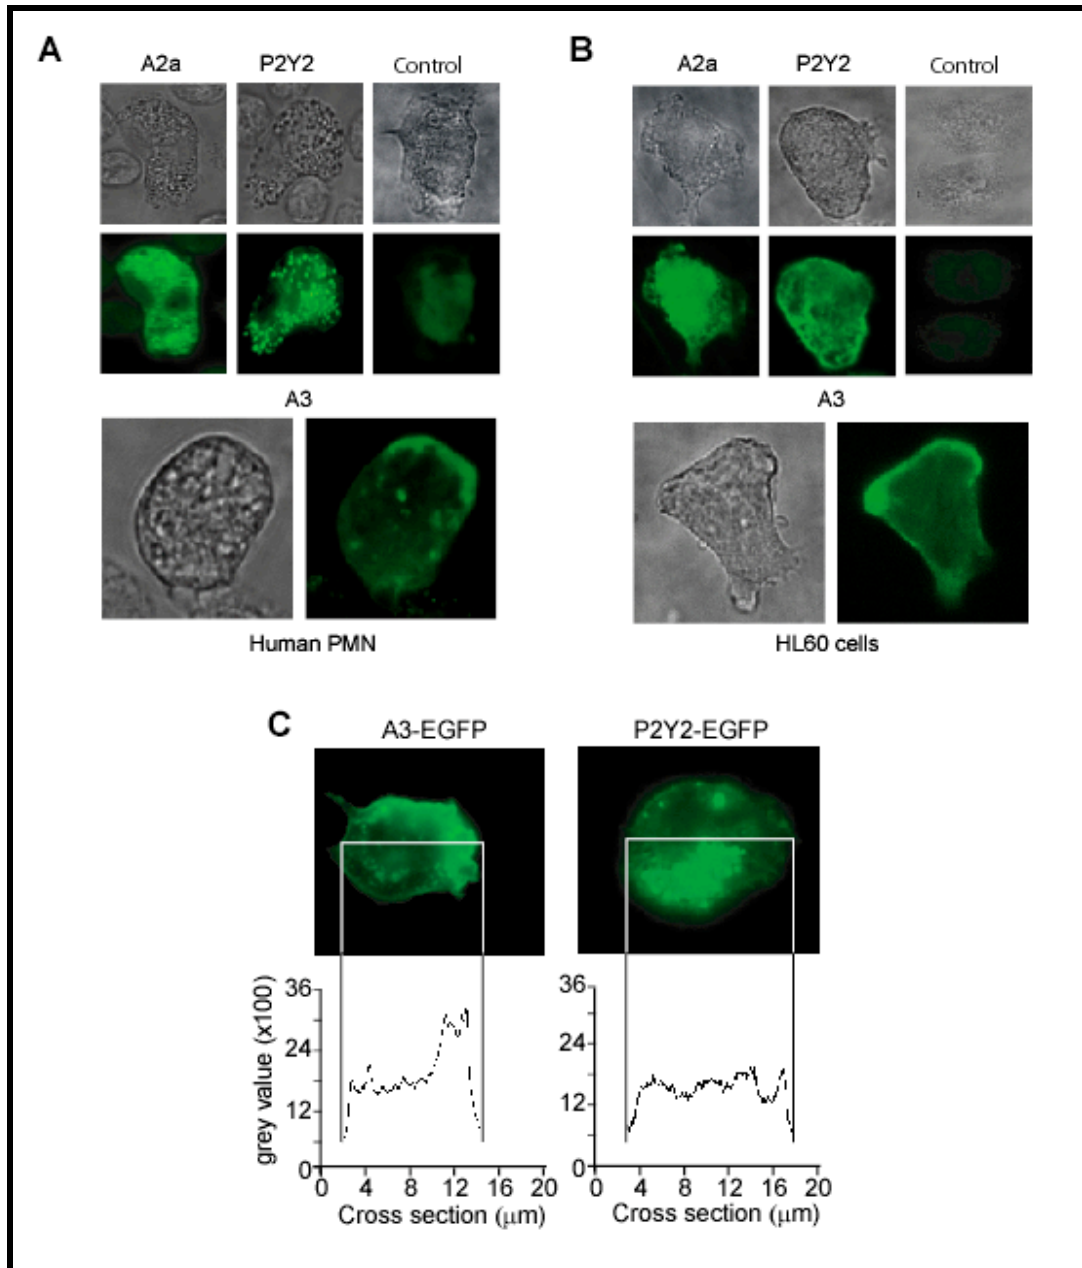 A
A2a P2Y2 Control
A3
Human PMN
B
A2a P2Y2 Control
A3
HL60 cells
C
A3-EGFP P2Y2-EGFP
grey value (x100)
36
24
12
0
0 4 8 12 16 20
Cross section (μm)
36
24
12
0
0 4 8 12 16 20
Cross section (μm)